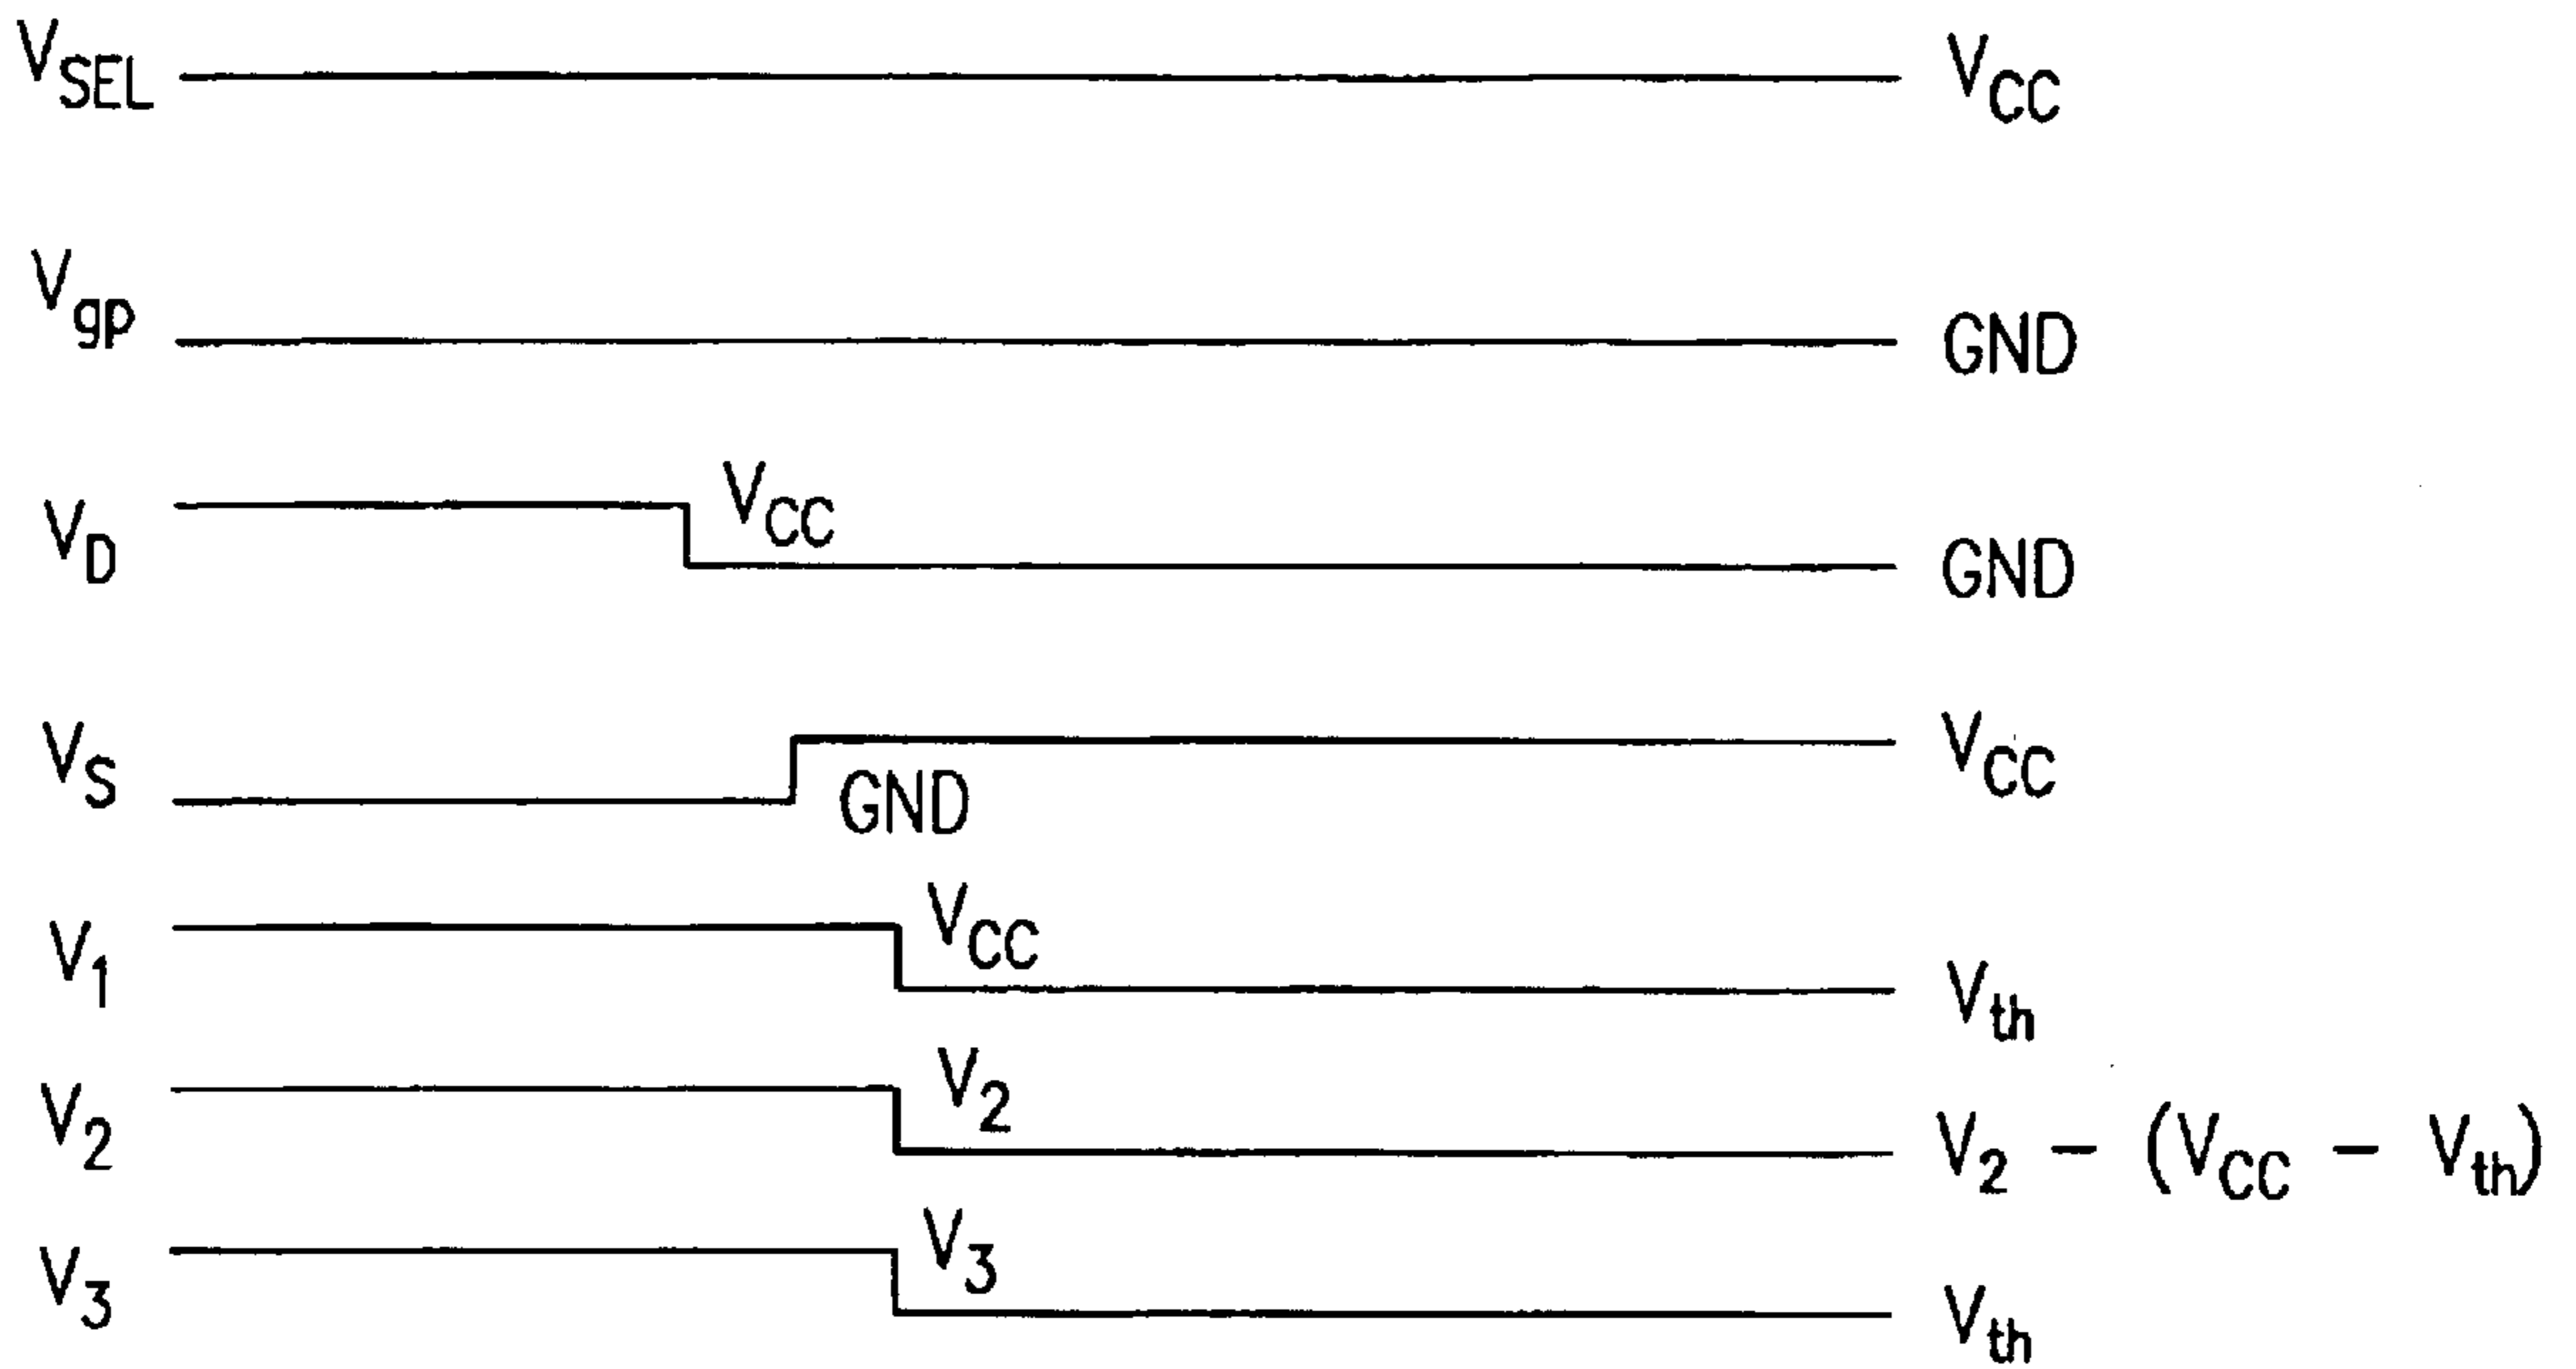 V_SEL V_CC
V_gp GND
V_D V_CC GND
V_S GND V_CC
V_1 V_CC V_th
V_2 V_2 V_2 − (V_CC − V_th)
V_3 V_3 V_th